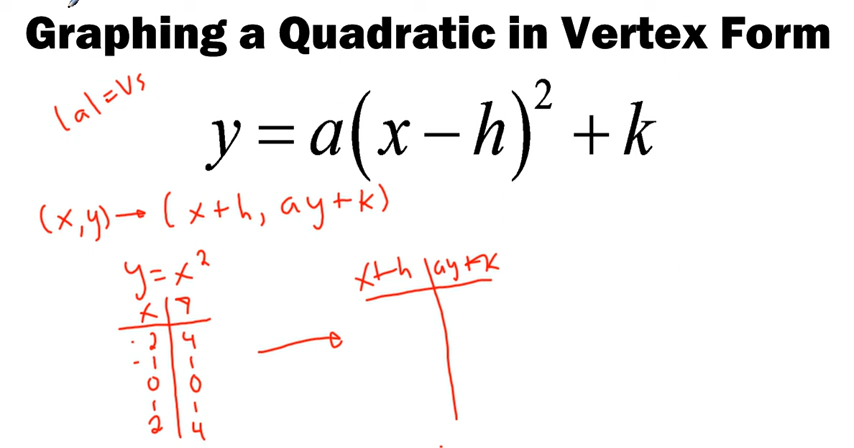 Graphing a Quadratic in Vertex Form
|a| = VS
y = a(x − h)² + k
(x, y) → (x + h, ay + k)
y = x²
x | y
-2 | 4
-1 | 1
0 | 0
1 | 1
2 | 4
x + h | ay + k